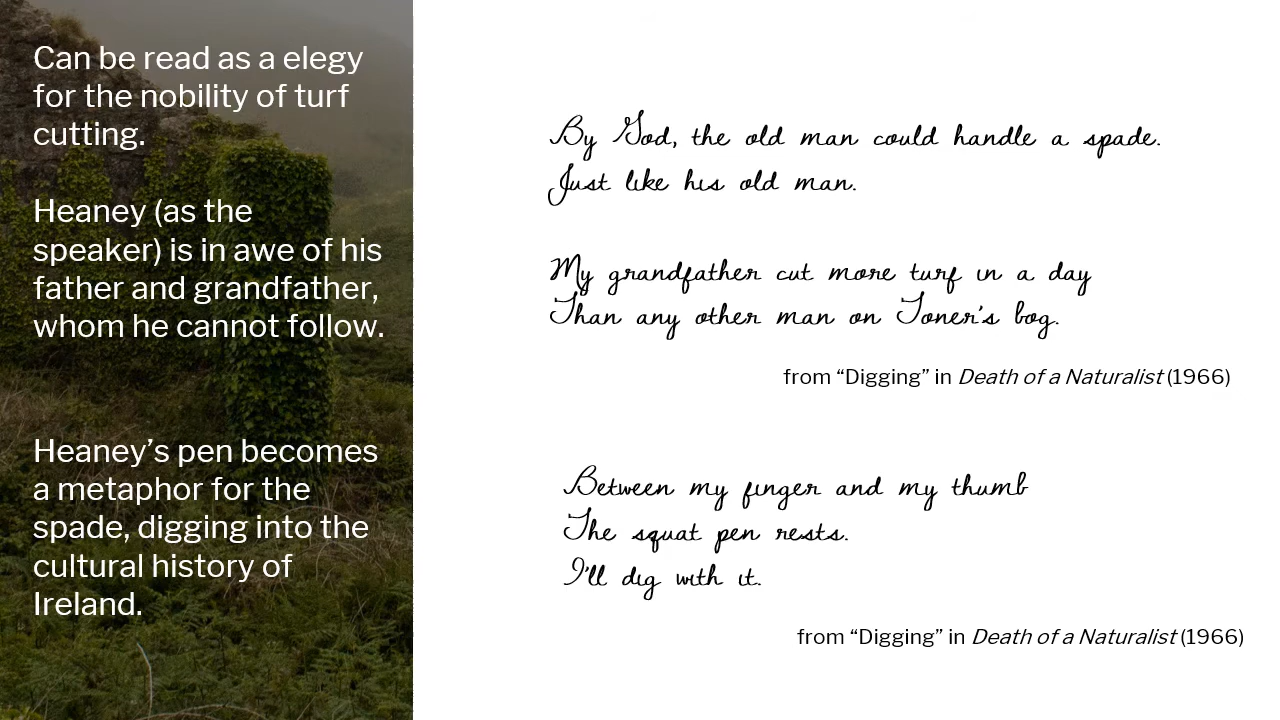 Can be read as a elegy
for the nobility of turf
cutting.
Heaney (as the
speaker) is in awe of his
father and grandfather,
whom he cannot follow.
Heaney’s pen becomes
a metaphor for the
spade, digging into the
cultural history of
Ireland.
By God, the old man could handle a spade.
Just like his old man.
My grandfather cut more turf in a day
Than any other man on Toner's bog.
from “Digging” in Death of a Naturalist (1966)
Between my finger and my thumb
The squat pen rests.
I'll dig with it.
from “Digging” in Death of a Naturalist (1966)